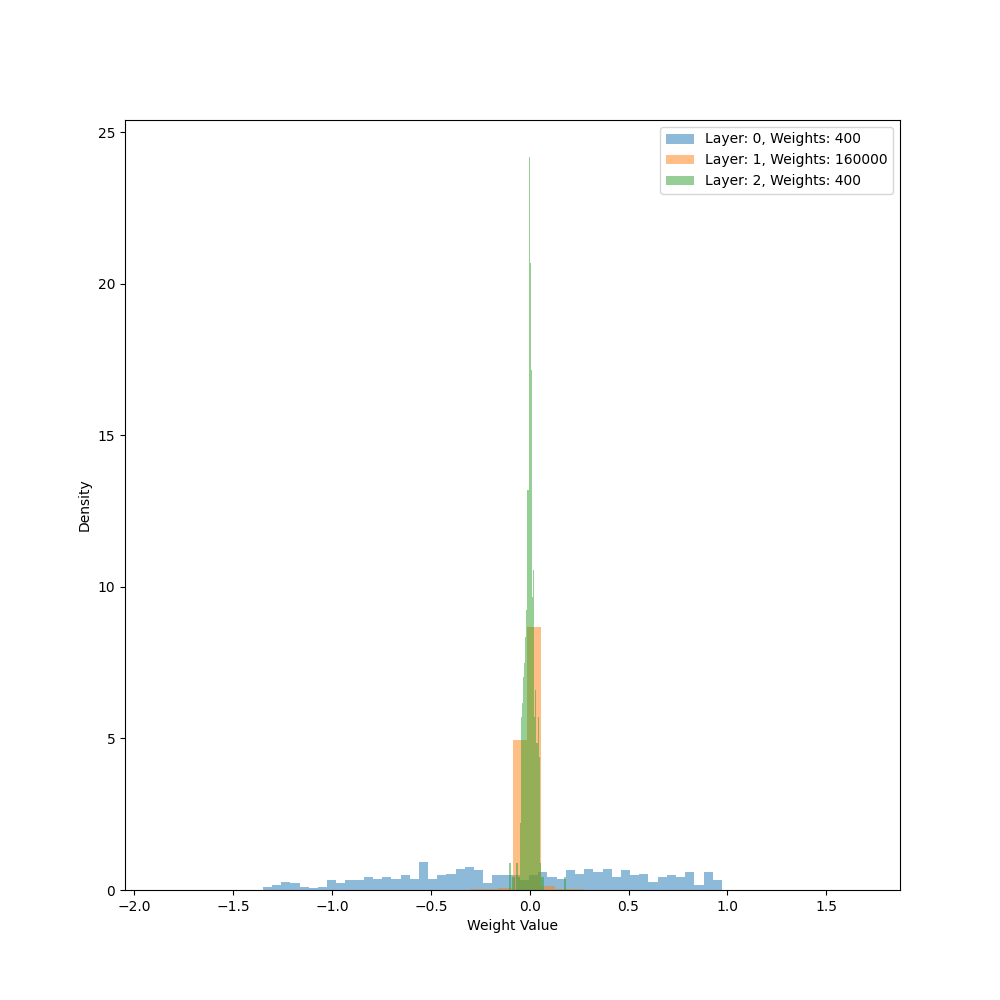 25
20
15
10
5
0
Density
Layer: 0, Weights: 400
Layer: 1, Weights: 160000
Layer: 2, Weights: 400
−2.0 −1.5 −1.0 −0.5 0.0 0.5 1.0 1.5
Weight Value